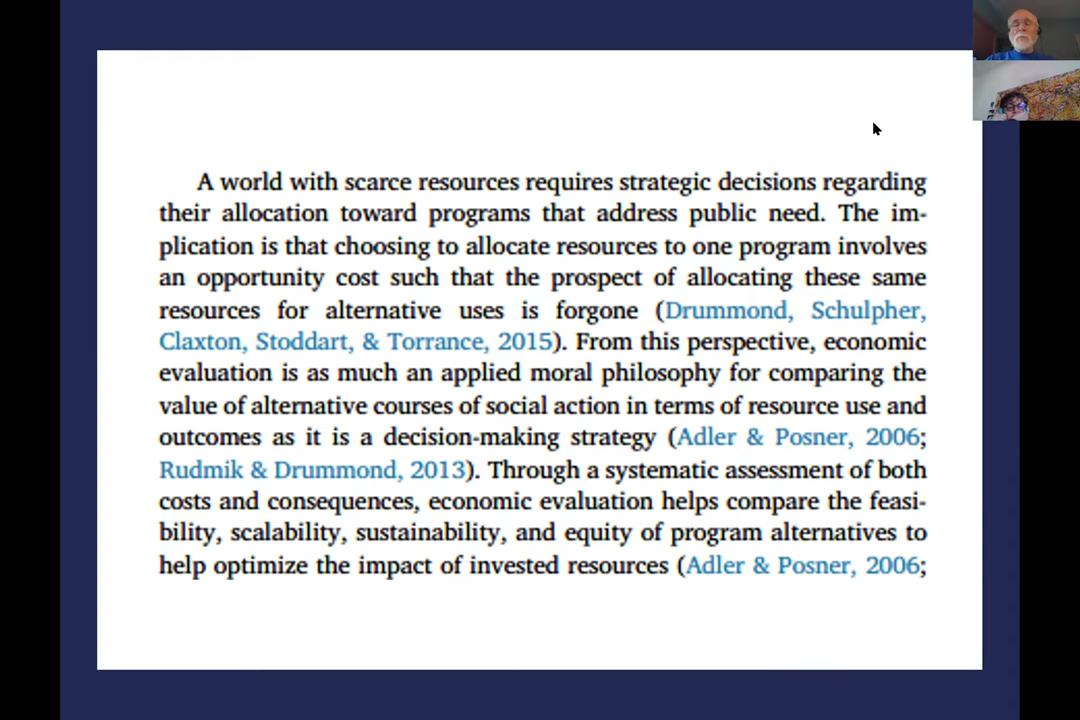 A world with scarce resources requires strategic decisions regarding
their allocation toward programs that address public need. The im-
plication is that choosing to allocate resources to one program involves
an opportunity cost such that the prospect of allocating these same
resources for alternative uses is forgone (Drummond, Schulpher,
Claxton, Stoddart, & Torrance, 2015). From this perspective, economic
evaluation is as much an applied moral philosophy for comparing the
value of alternative courses of social action in terms of resource use and
outcomes as it is a decision-making strategy (Adler & Posner, 2006;
Rudmik & Drummond, 2013). Through a systematic assessment of both
costs and consequences, economic evaluation helps compare the feasi-
bility, scalability, sustainability, and equity of program alternatives to
help optimize the impact of invested resources (Adler & Posner, 2006;